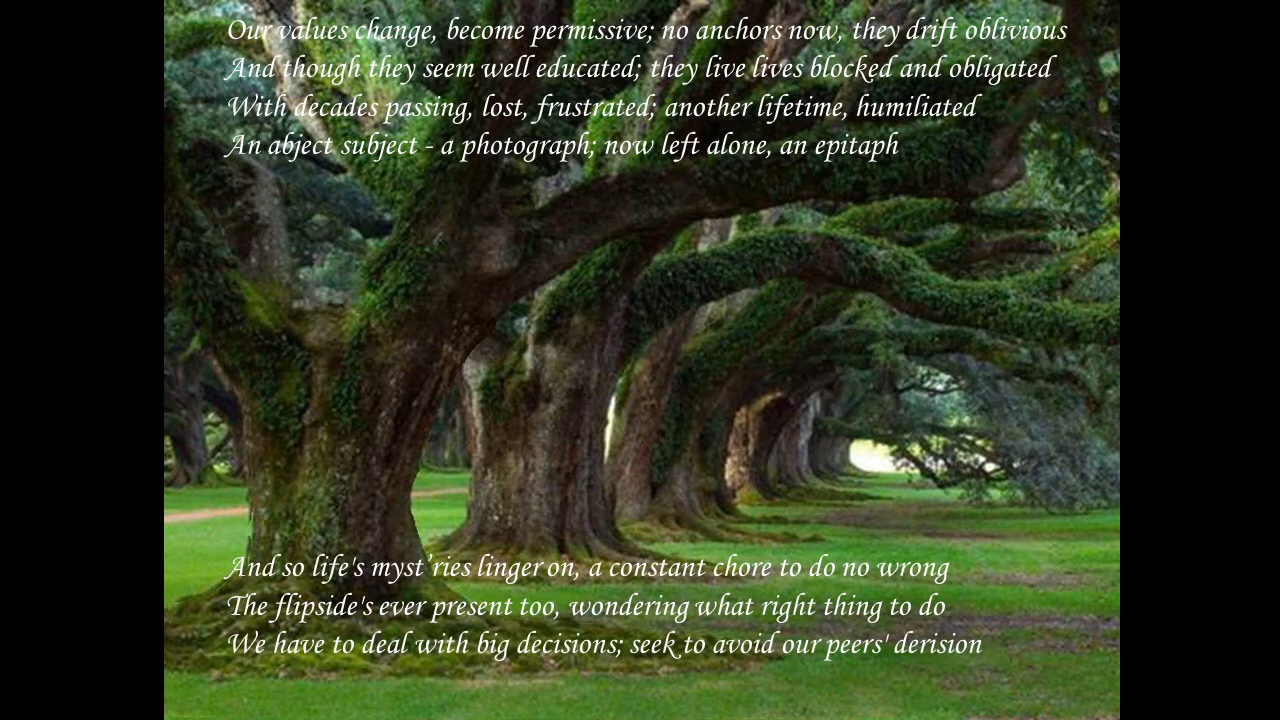 Our values change, become permissive; no anchors now, they drift oblivious
And though they seem well educated; they live lives blocked and obligated
With decades passing, lost, frustrated; another lifetime, humiliated
An abject subject - a photograph; now left alone, an epitaph
And so life's myst’ries linger on, a constant chore to do no wrong
The flipside's ever present too, wondering what right thing to do
We have to deal with big decisions; seek to avoid our peers' derision